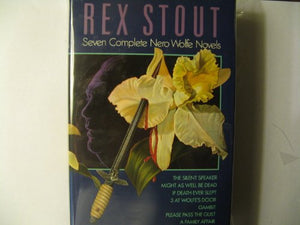 REX STOUT
Seven Complete Nero Wolfe Novels
THE SILENT SPEAKER
MIGHT AS WELL BE DEAD
IF DEATH EVER SLEPT
3 AT WOLFE'S DOOR
GAMBIT
PLEASE PASS THE GUILT
A FAMILY AFFAIR